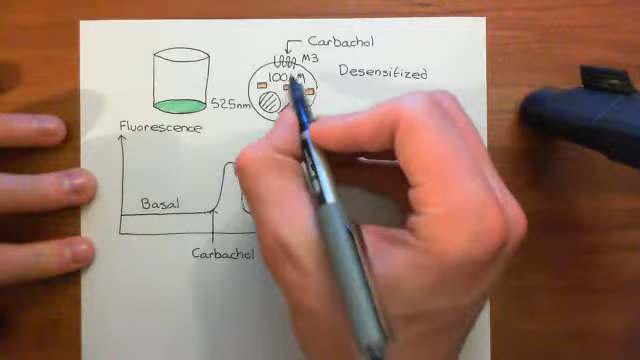 Carbachol
M3
100 M
Desensitized
525nm
Fluorescence
Basal
Carbachol